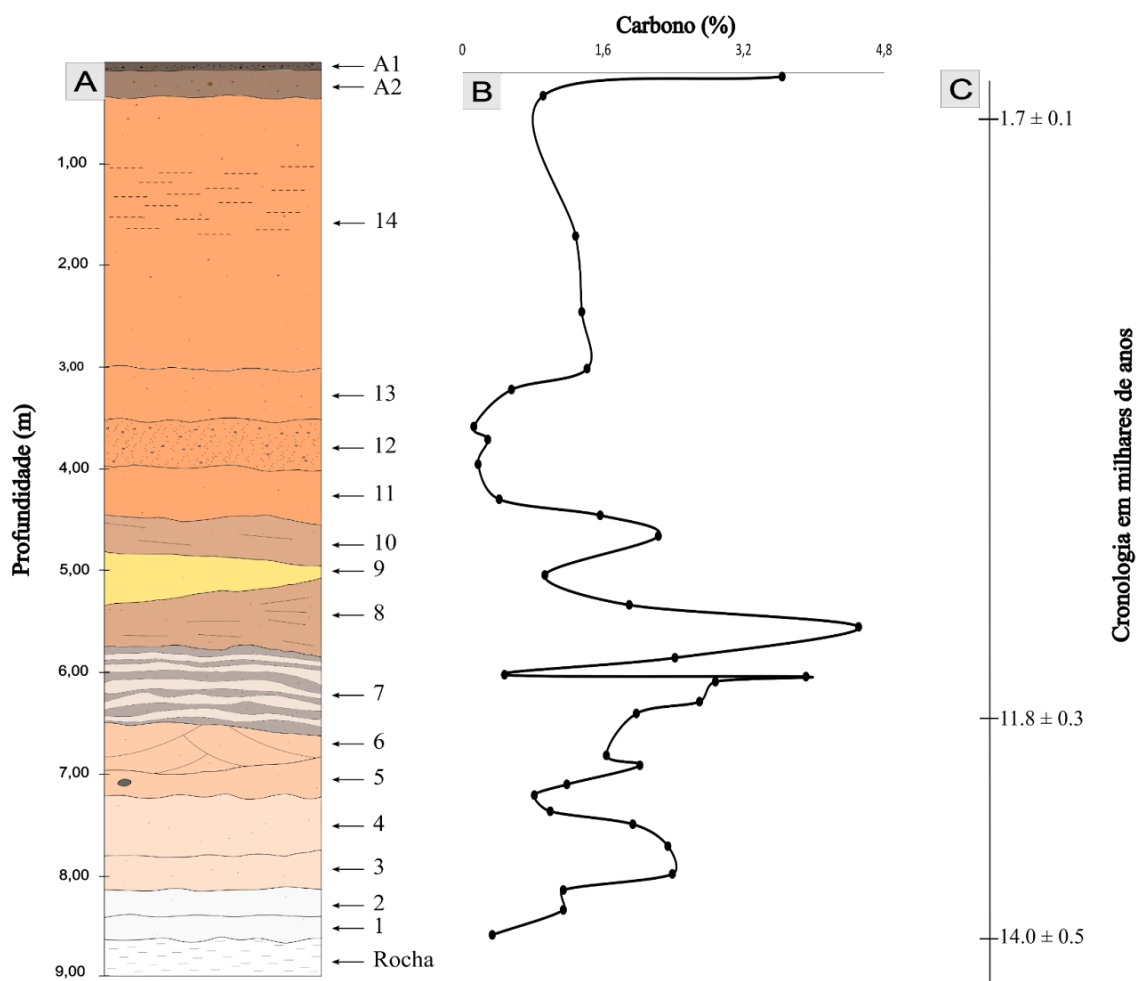 Carbono (%)
0
1,6
3,2
4,8
A
A1
A2
B
C
1.7 ± 0.1
1,00
14
2,00
3,00
13
12
4,00
11
10
5,00
9
8
6,00
7
11.8 ± 0.3
6
7,00
5
4
3
8,00
2
1
14.0 ± 0.5
Rocha
9,00
Profundidade (m)
Cronologia em milhares de anos